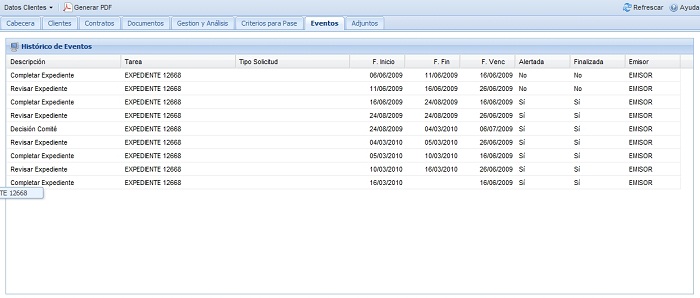 Datos Clientes Generar PDF Refrescar Ayuda
Cabecera Clientes Contratos Documentos Gestion y Análisis Criterios para Pase Eventos Adjuntos
Histórico de Eventos
Descripción Tarea Tipo Solicitud F. Inicio F. Fin F. Venc Alertada Finalizada Emisor
Completar Expediente EXPEDIENTE 12668 06/06/2009 11/06/2009 16/06/2009 No No EMISOR
Revisar Expediente EXPEDIENTE 12668 11/06/2009 16/06/2009 26/06/2009 No No EMISOR
Completar Expediente EXPEDIENTE 12668 16/06/2009 24/08/2009 16/06/2009 Sí Sí EMISOR
Revisar Expediente EXPEDIENTE 12668 24/08/2009 24/08/2009 26/06/2009 Sí Sí EMISOR
Decisión Comité EXPEDIENTE 12668 24/08/2009 04/03/2010 06/07/2009 Sí Sí EMISOR
Revisar Expediente EXPEDIENTE 12668 04/03/2010 05/03/2010 26/06/2009 Sí Sí EMISOR
Completar Expediente EXPEDIENTE 12668 05/03/2010 10/03/2010 16/06/2009 Sí Sí EMISOR
Revisar Expediente EXPEDIENTE 12668 10/03/2010 16/03/2010 26/06/2009 Sí Sí EMISOR
Completar Expediente EXPEDIENTE 12668 16/03/2010 16/06/2009 Sí Sí EMISOR
TE 12668